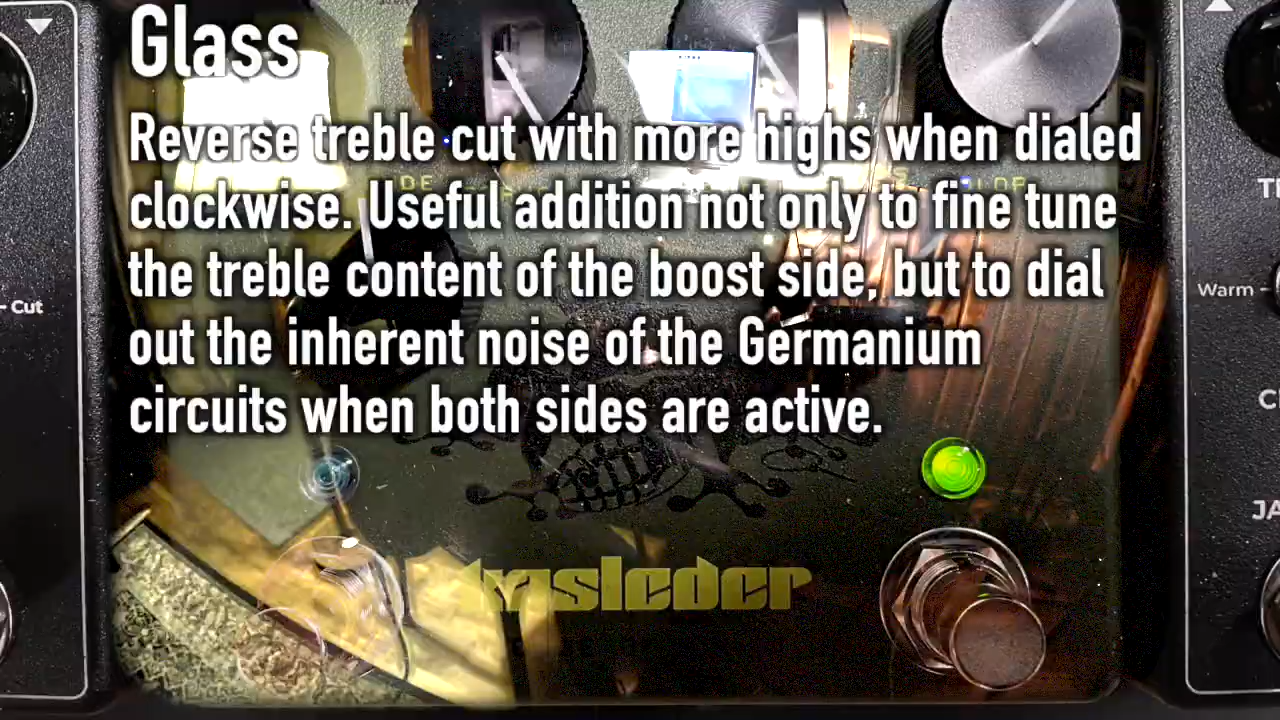 Glass
Reverse treble cut with more highs when dialed
clockwise. Useful addition not only to fine tune
the treble content of the boost side, but to dial
out the inherent noise of the Germanium
circuits when both sides are active.
Cut
Warm